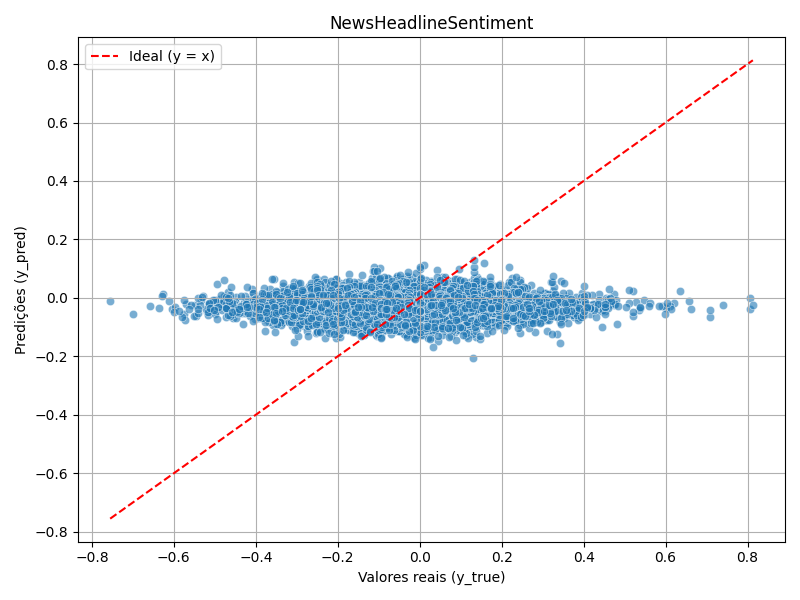 NewsHeadlineSentiment
Ideal (y = x)
0.8
0.6
0.4
0.2
0.0
−0.2
−0.4
−0.6
−0.8
Predições (y_pred)
−0.8 −0.6 −0.4 −0.2 0.0 0.2 0.4 0.6 0.8
Valores reais (y_true)